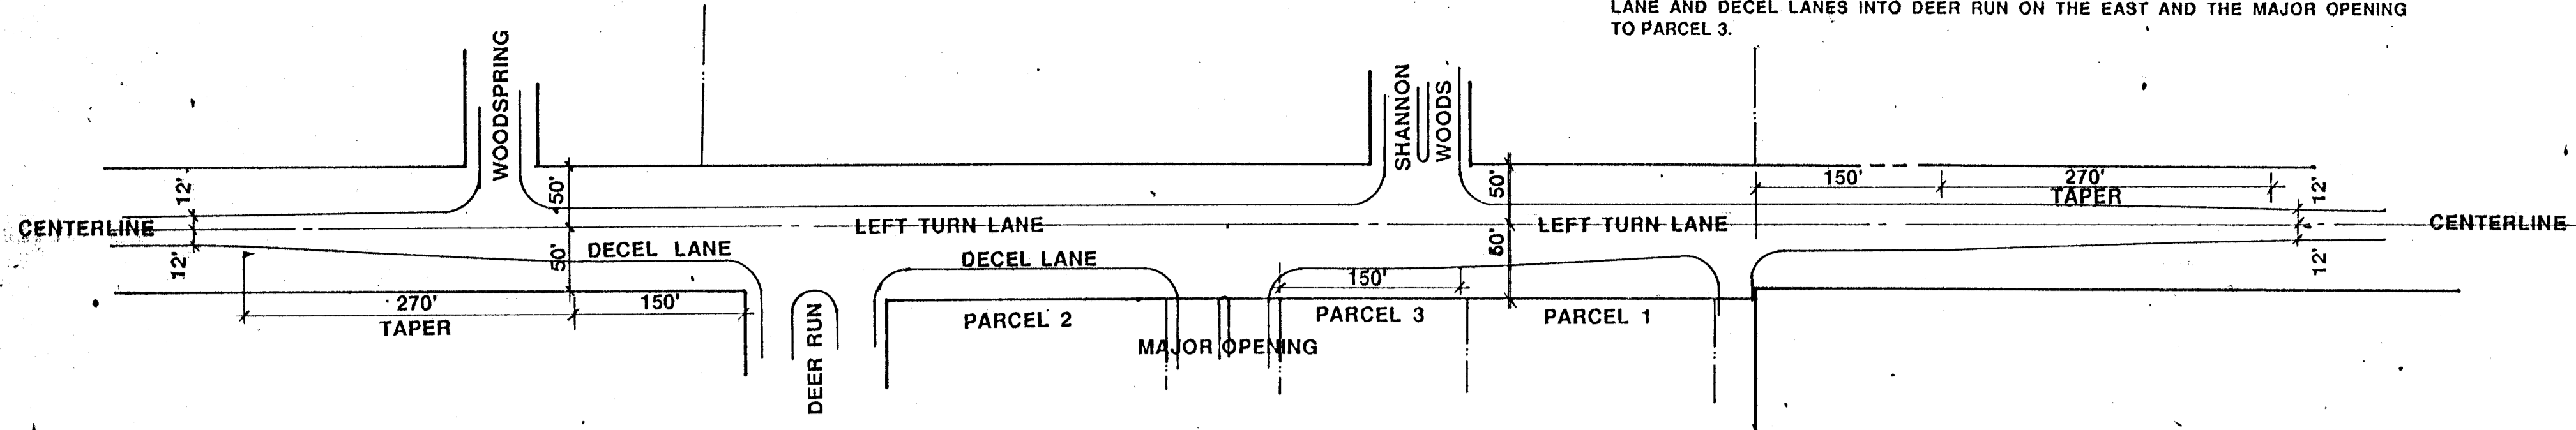 LANE AND DECEL LANES INTO DEER RUN ON THE EAST AND THE MAJOR OPENING
TO PARCEL 3.
WOODSPRING
SHANNON
WOODS
12'
50'
50'
150'
270'
TAPER
12'
CENTERLINE
LEFT TURN LANE
LEFT TURN LANE
CENTERLINE
12'
50'
DECEL LANE
DECEL LANE
50'
12'
150'
270'
150'
TAPER
DEER RUN
PARCEL 2
PARCEL 3
PARCEL 1
MAJOR OPENING